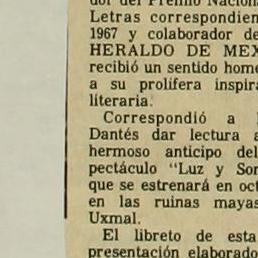 dor del Premio Naciona
Letras correspondien
1967 y colaborador de
HERALDO DE MEX
recibió un sentido home
a su prolífera inspira
literaria.
Correspondió a
Dantés dar lectura a
hermoso anticipo del
pectáculo "Luz y Son
que se estrenará en oct
en las ruinas mayas
Uxmal.
El libreto de esta
presentación elaborado